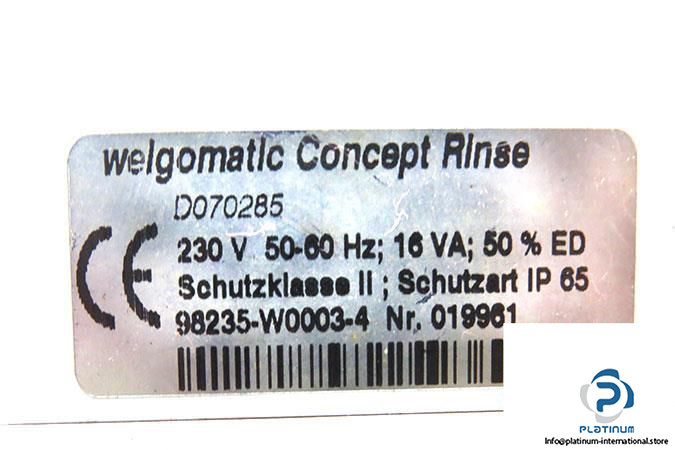 weigomatic Concept Rinse
D070285
CE
230 V 50-60 Hz; 16 VA; 50 % ED
Schutzklasse II ; Schutzart IP 65
98235-W0003-4 Nr. 019961
PLATINUM
Info@platinum-international.store